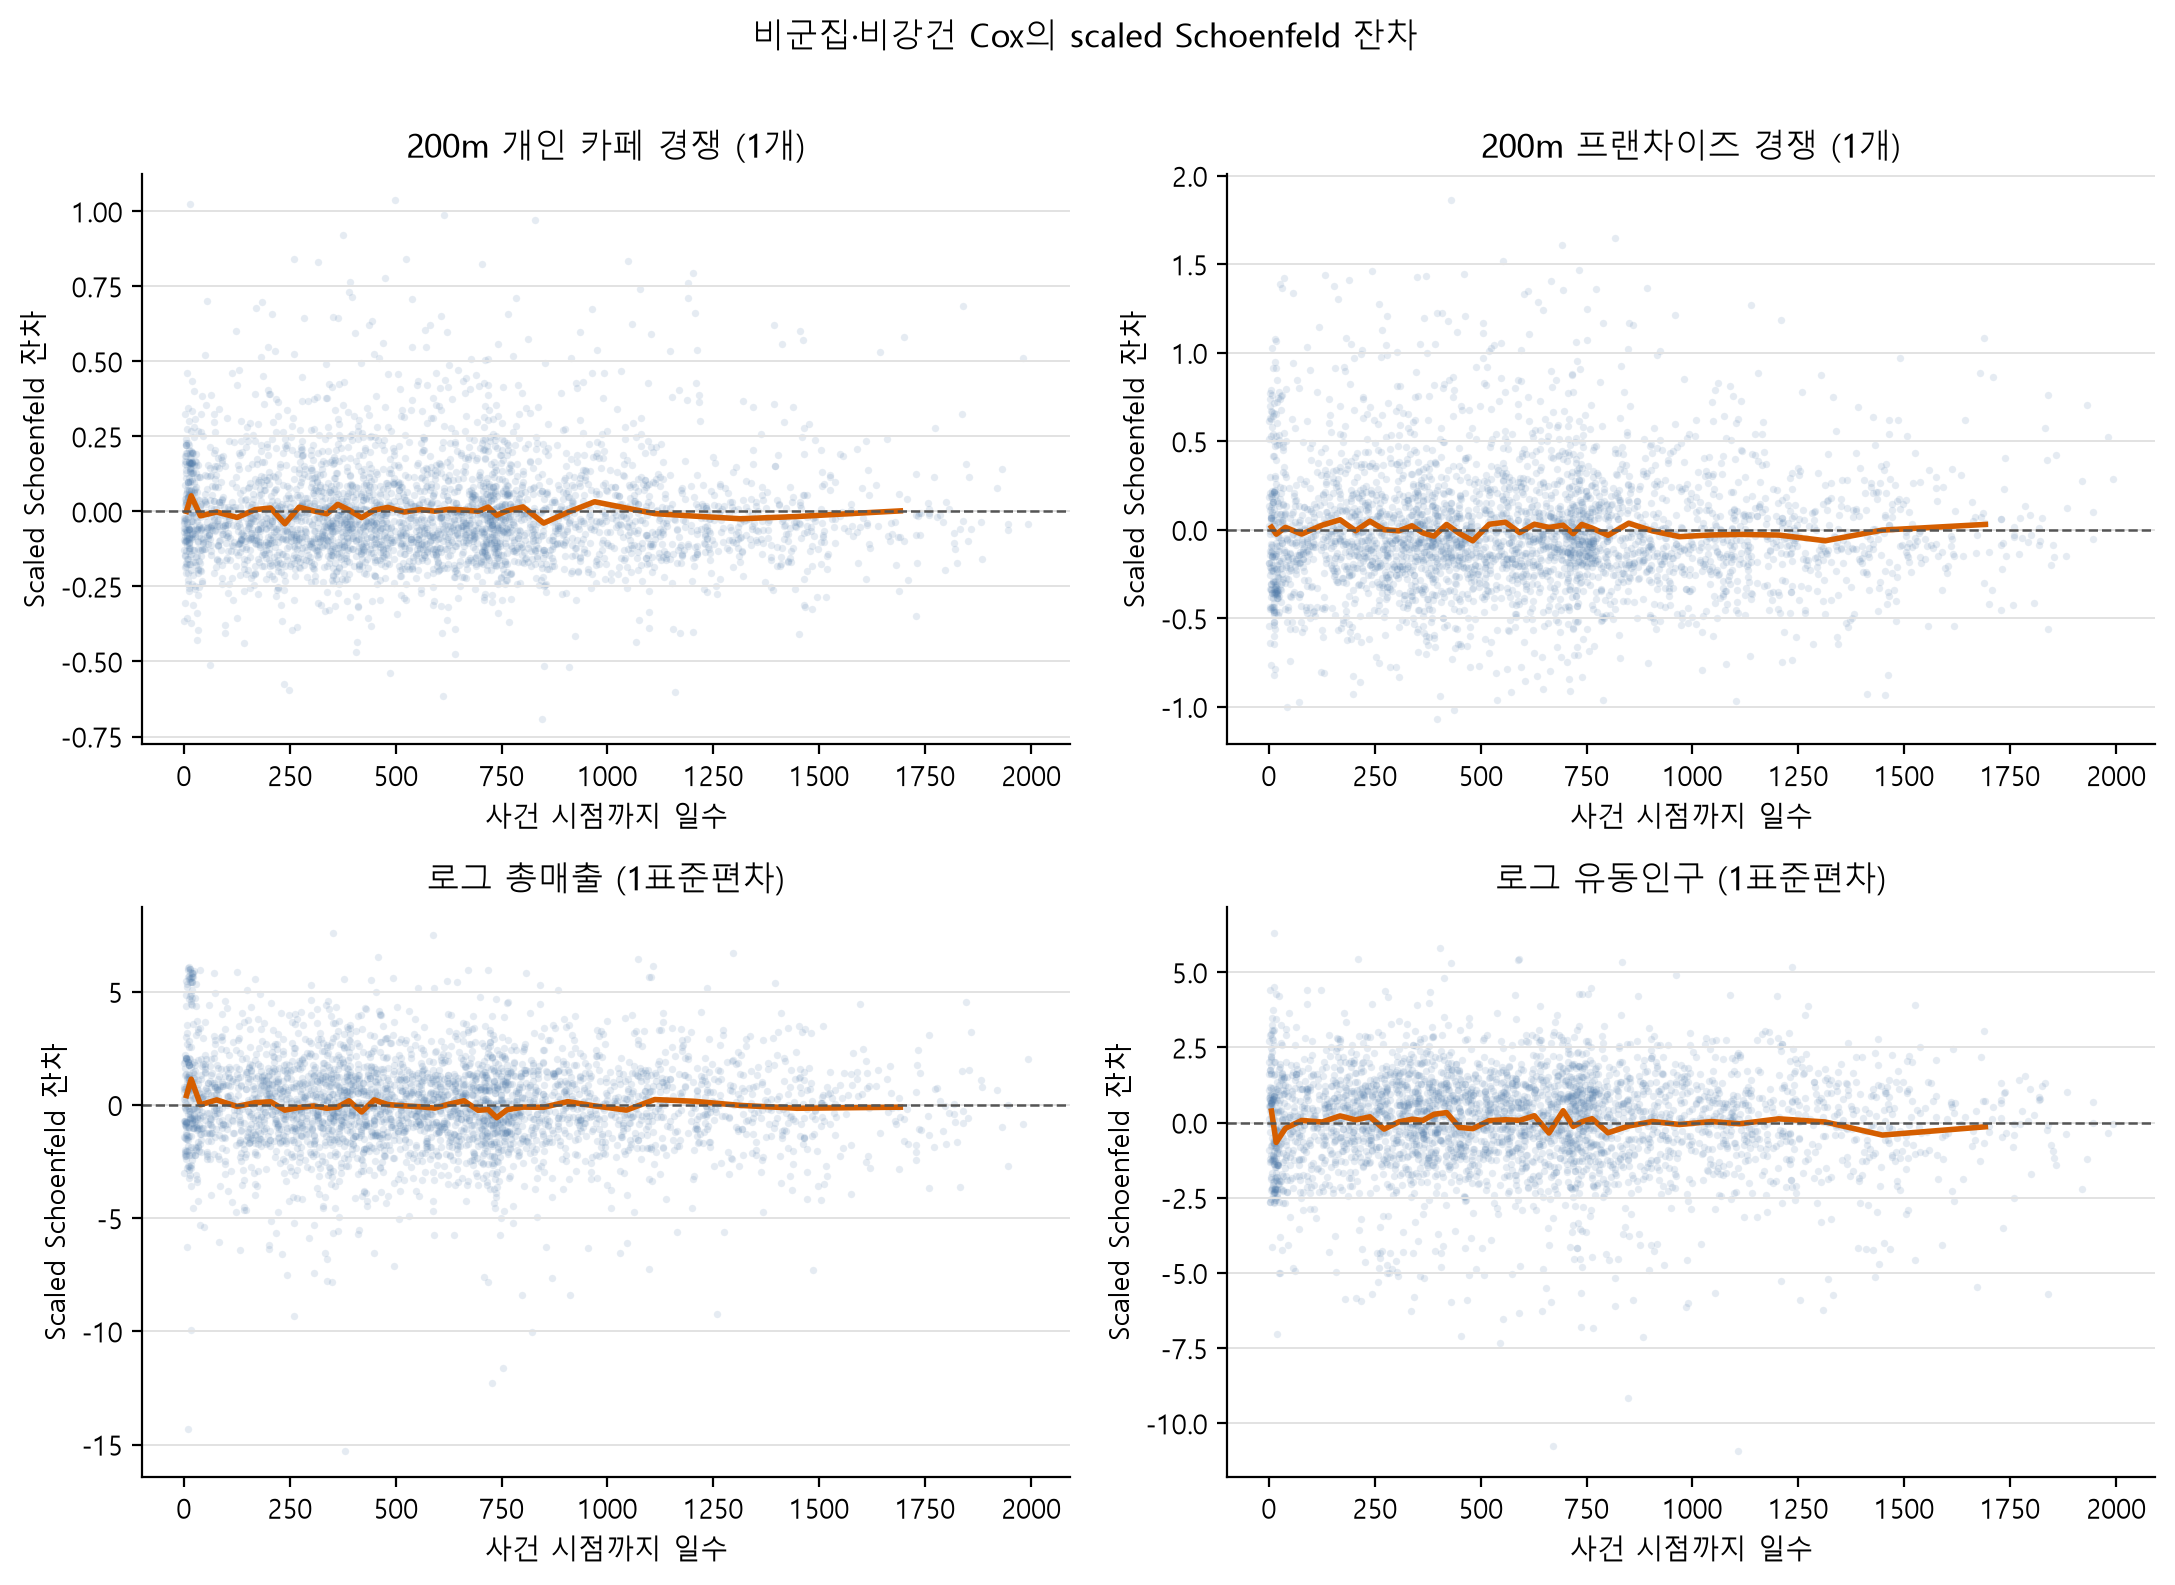 비군집·비강건 Cox의 scaled Schoenfeld 잔차
200m 개인 카페 경쟁 (1개)
Scaled Schoenfeld 잔차
1.00
0.75
0.50
0.25
0.00
-0.25
-0.50
-0.75
0 250 500 750 1000 1250 1500 1750 2000
사건 시점까지 일수
200m 프랜차이즈 경쟁 (1개)
Scaled Schoenfeld 잔차
2.0
1.5
1.0
0.5
0.0
-0.5
-1.0
0 250 500 750 1000 1250 1500 1750 2000
사건 시점까지 일수
로그 총매출 (1표준편차)
Scaled Schoenfeld 잔차
5
0
-5
-10
-15
0 250 500 750 1000 1250 1500 1750 2000
사건 시점까지 일수
로그 유동인구 (1표준편차)
Scaled Schoenfeld 잔차
5.0
2.5
0.0
-2.5
-5.0
-7.5
-10.0
0 250 500 750 1000 1250 1500 1750 2000
사건 시점까지 일수